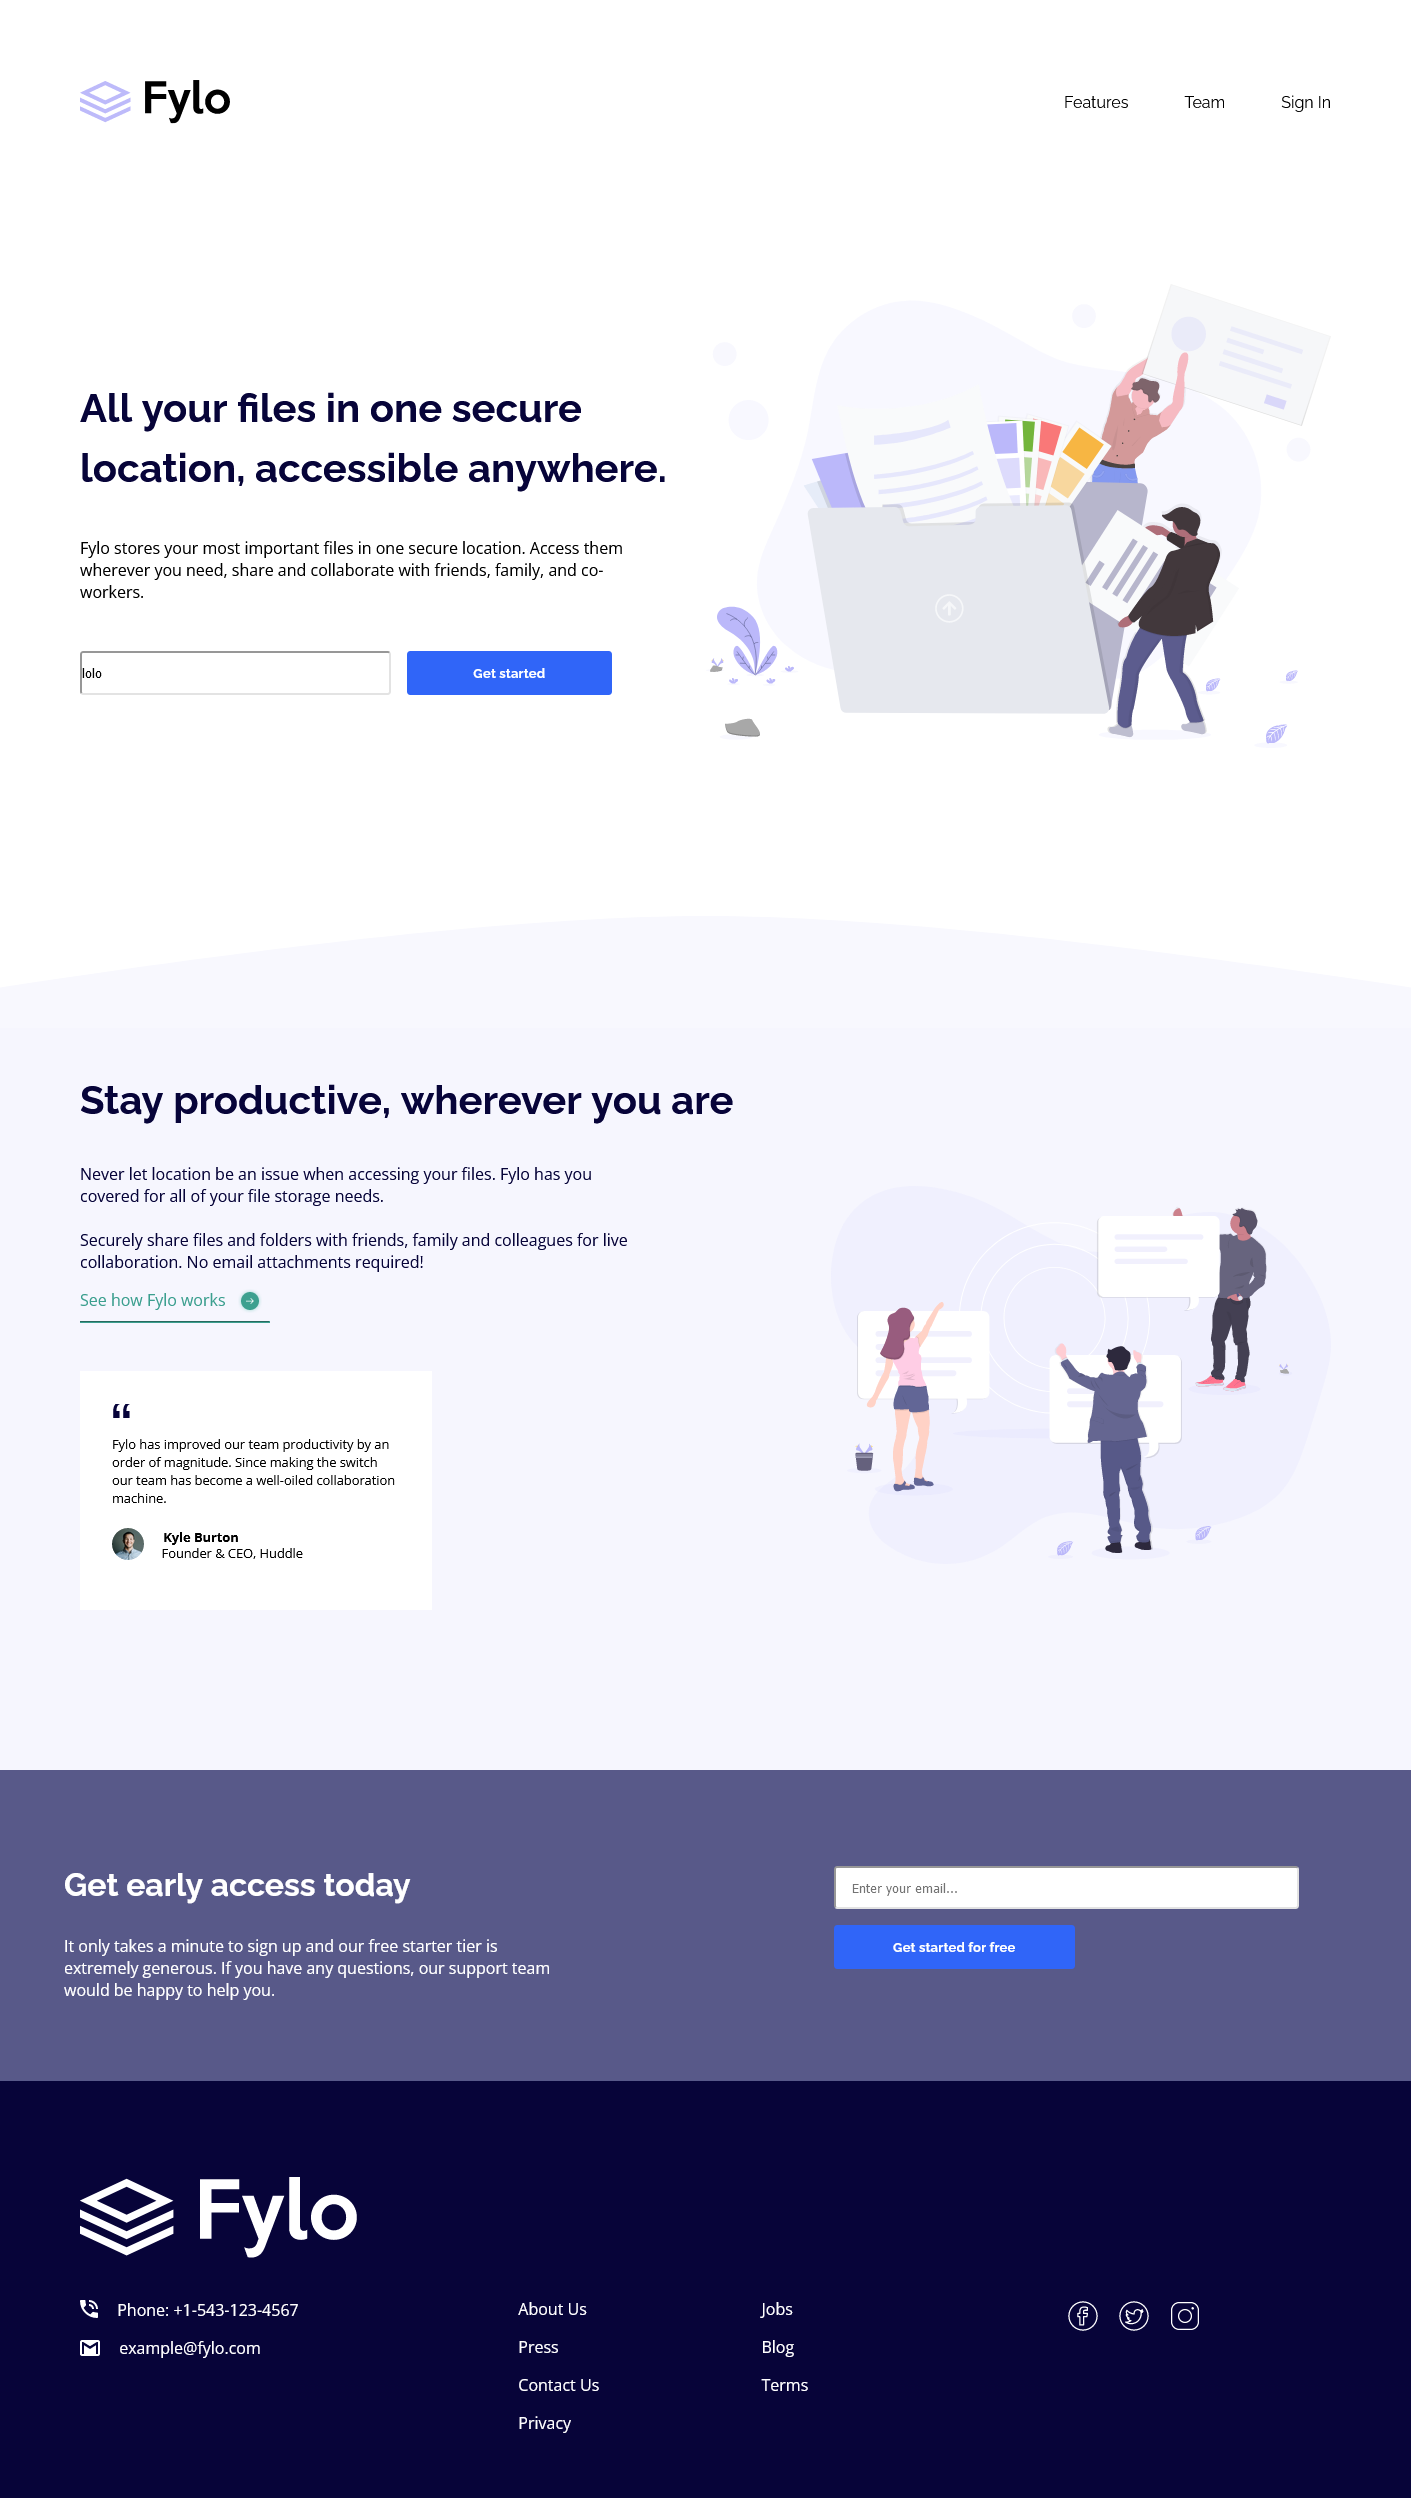 Fylo
Features
Team
Sign In
All your files in one secure
location, accessible anywhere.
Fylo stores your most important files in one secure location. Access them
wherever you need, share and collaborate with friends, family, and co-
workers.
lolo
Get started
Stay productive, wherever you are
Never let location be an issue when accessing your files. Fylo has you
covered for all of your file storage needs.
Securely share files and folders with friends, family and colleagues for live
collaboration. No email attachments required!
See how Fylo works
“
Fylo has improved our team productivity by an
order of magnitude. Since making the switch
our team has become a well-oiled collaboration
machine.
Kyle Burton
Founder & CEO, Huddle
Get early access today
It only takes a minute to sign up and our free starter tier is
extremely generous. If you have any questions, our support team
would be happy to help you.
Enter your email...
Get started for free
Fylo
Phone: +1-543-123-4567
example@fylo.com
About Us
Press
Contact Us
Privacy
Jobs
Blog
Terms